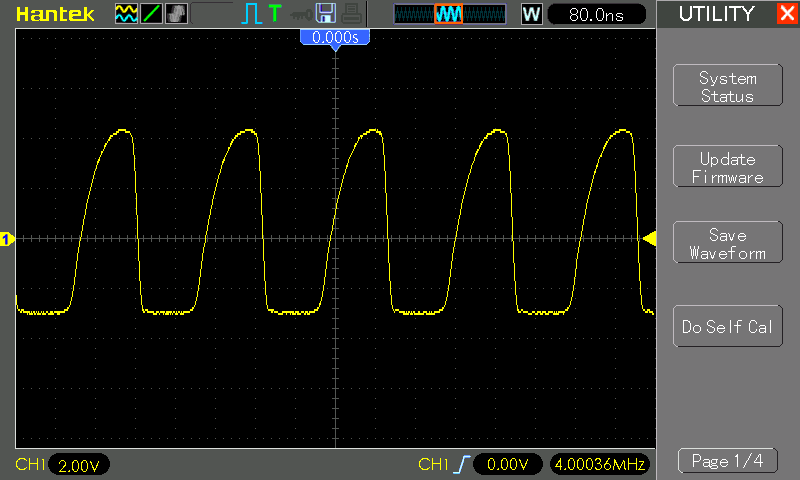 Hantek
T
W
80.0ns
UTILITY
0.000s
System
Status
Update
Firmware
1
Save
Waveform
Do Self Cal
CH1 2.00V
CH1 0.00V 4.00036MHz
Page 1/4